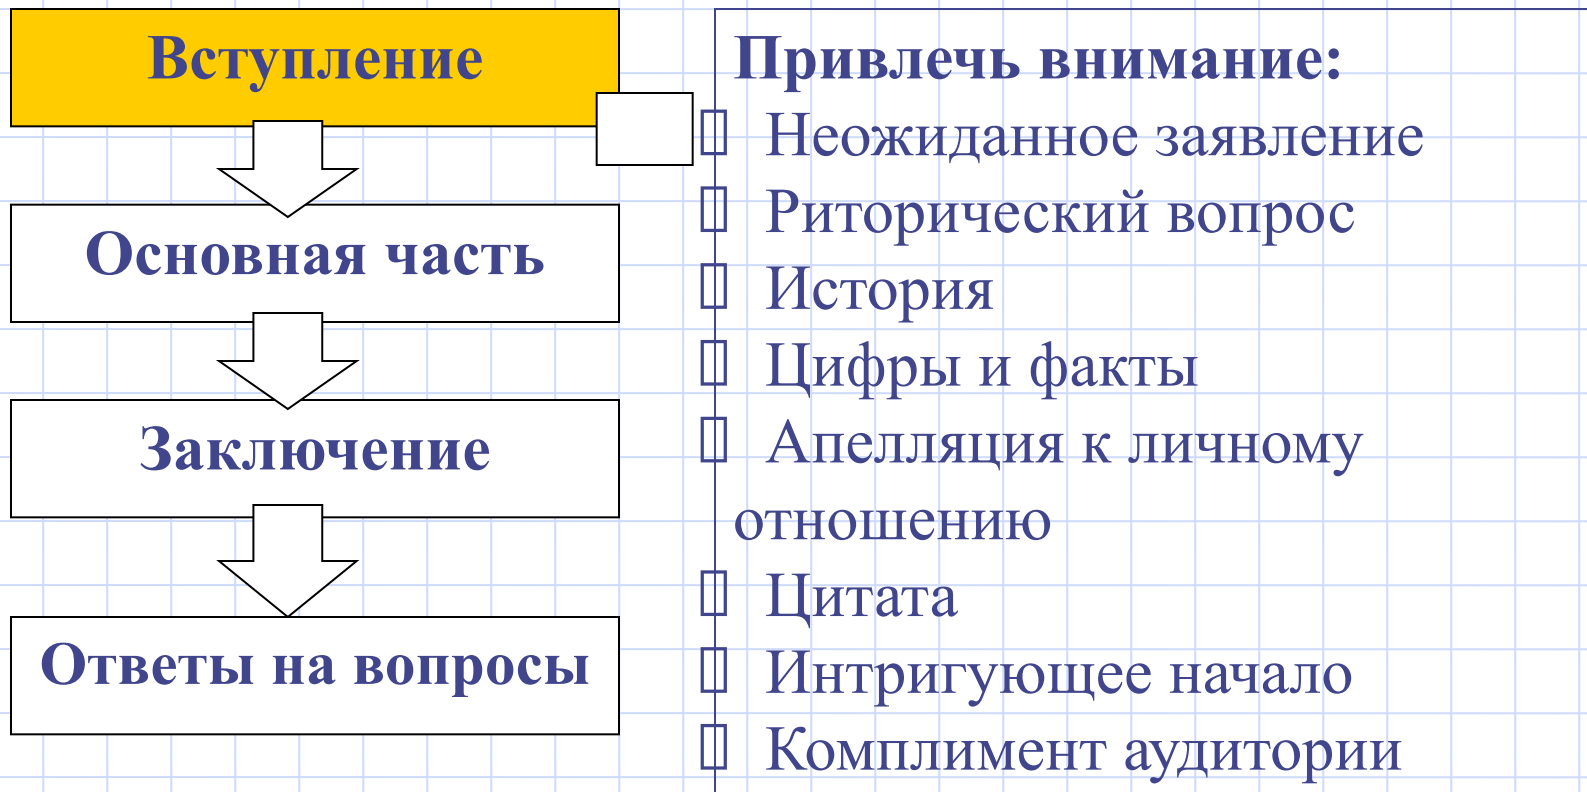 Вступление
Основная часть
Заключение
Ответы на вопросы
Привлечь внимание:
Неожиданное заявление
Риторический вопрос
История
Цифры и факты
Апелляция к личному
отношению
Цитата
Интригующее начало
Комплимент аудитории